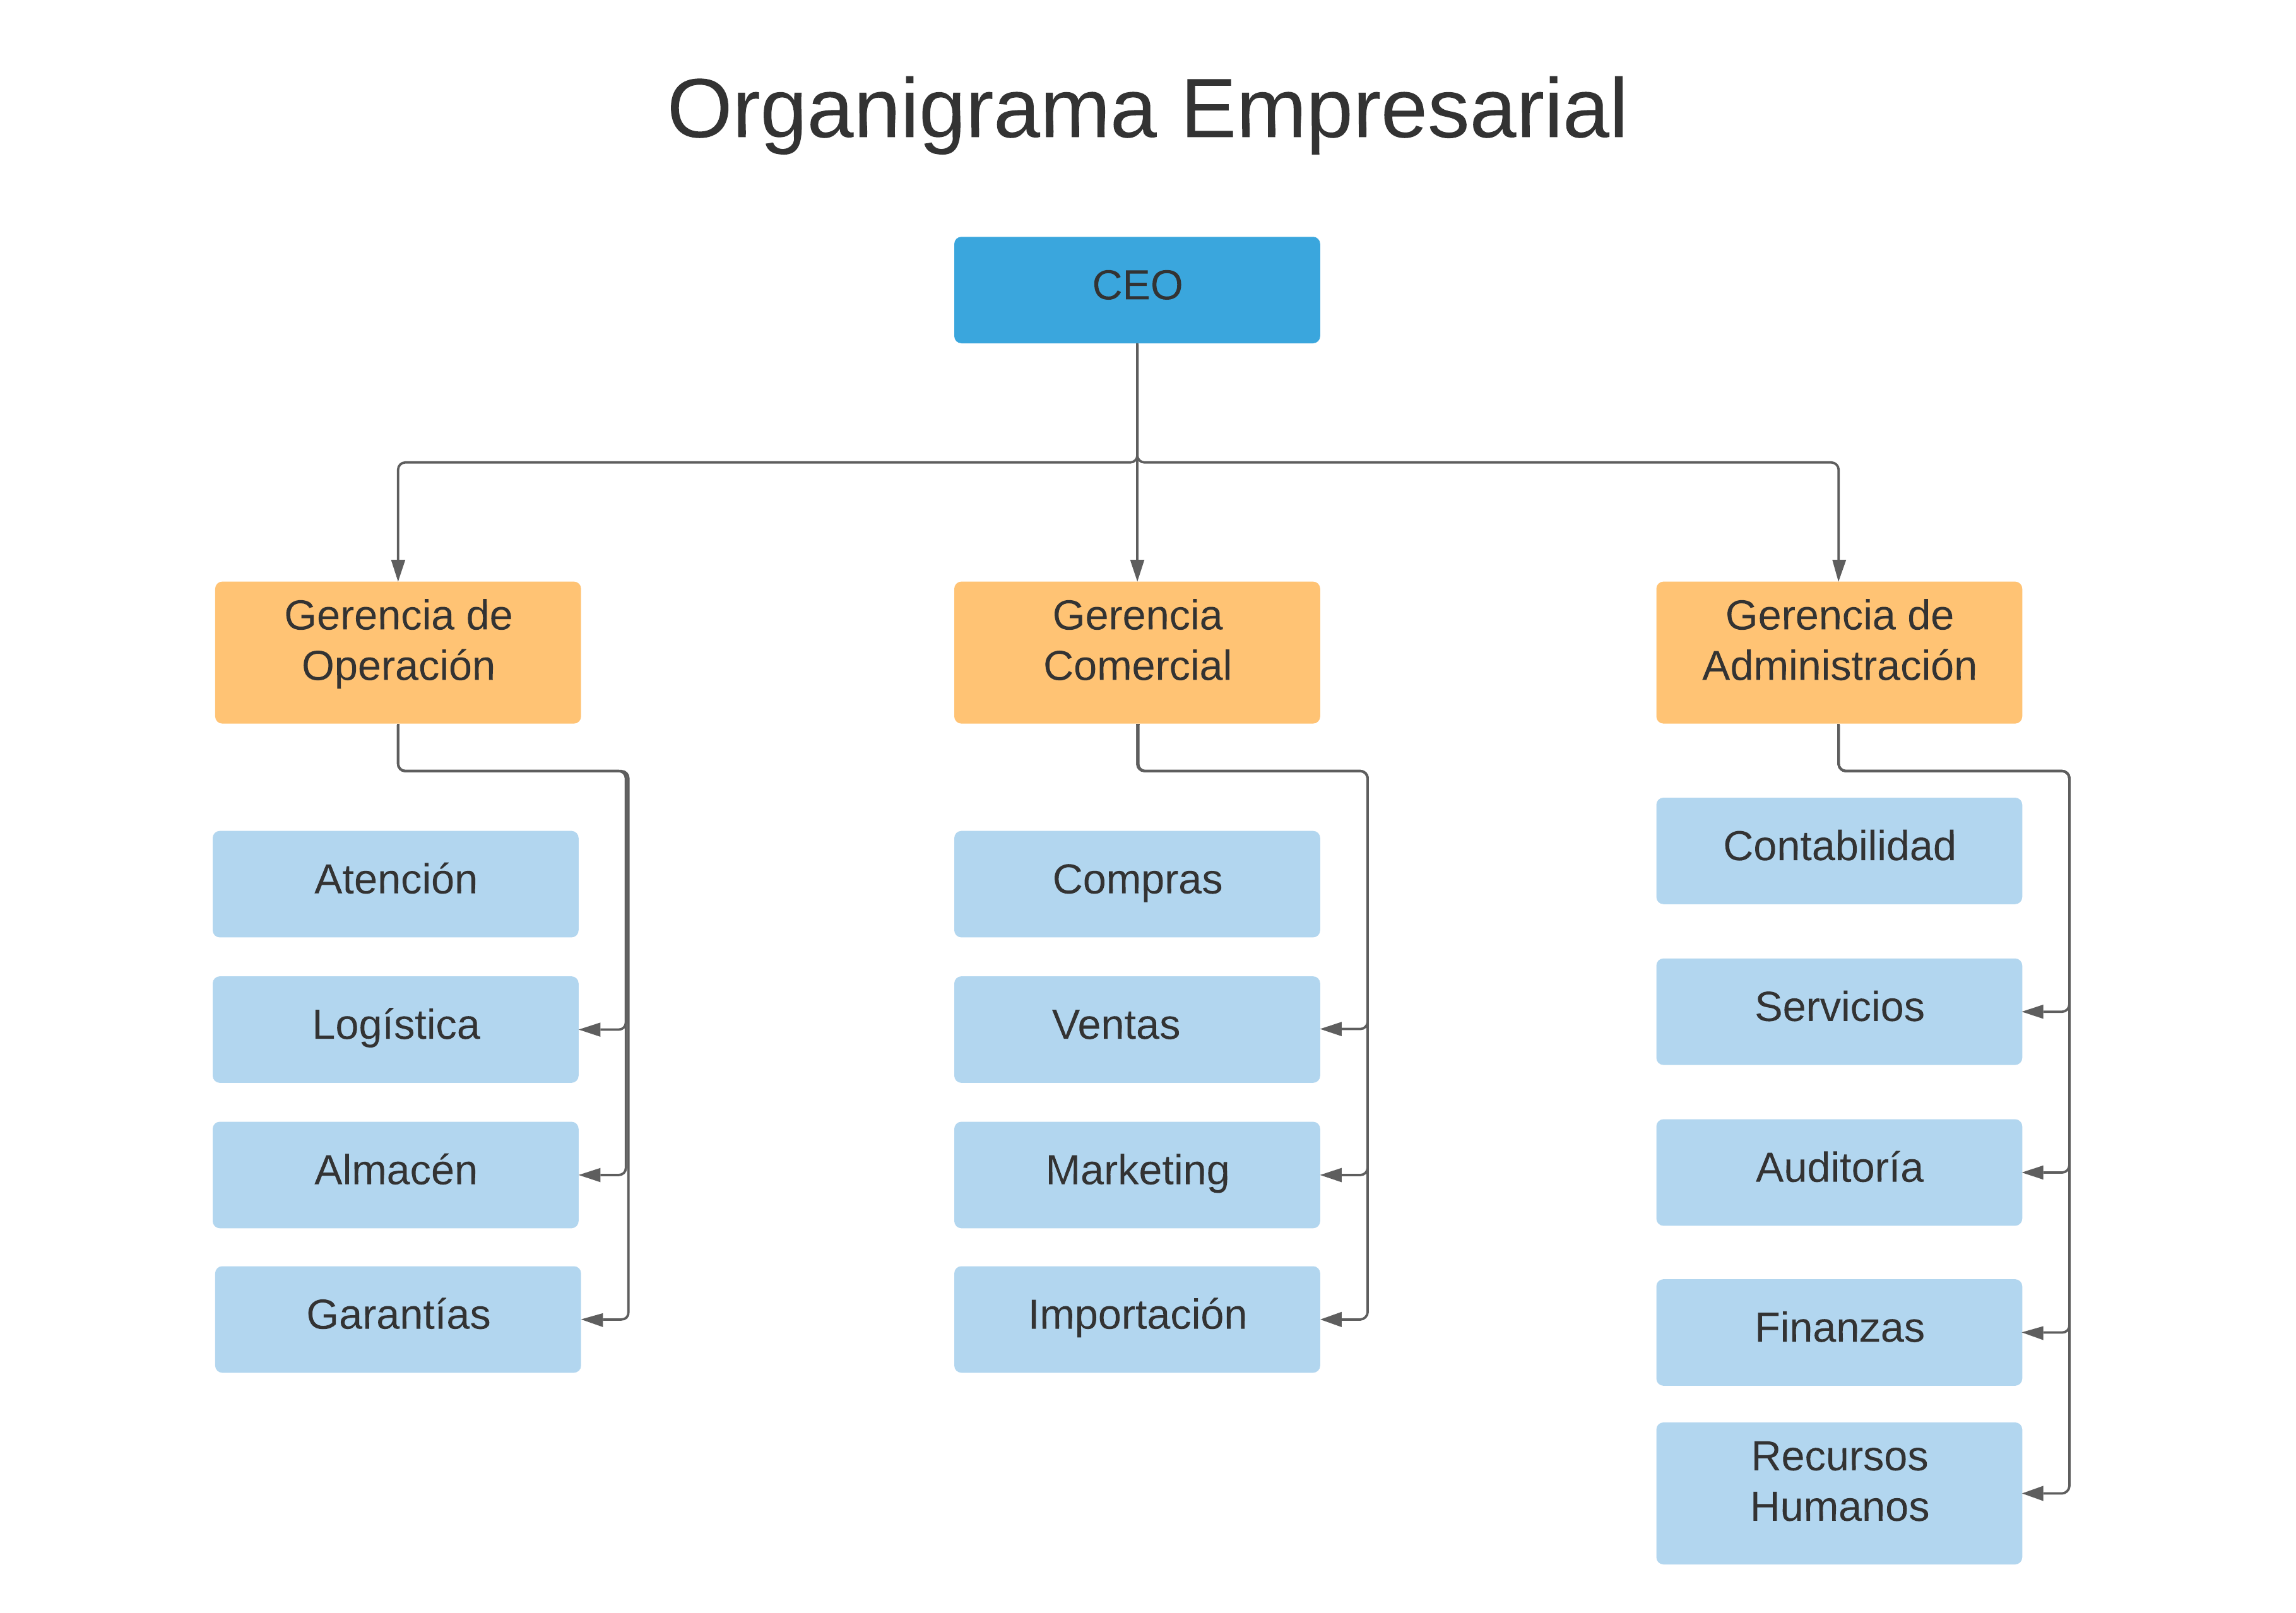 Organigrama Empresarial
CEO
Gerencia de
Operación
Gerencia
Comercial
Gerencia de
Administración
Atención
Logística
Almacén
Garantías
Compras
Ventas
Marketing
Importación
Contabilidad
Servicios
Auditoría
Finanzas
Recursos
Humanos